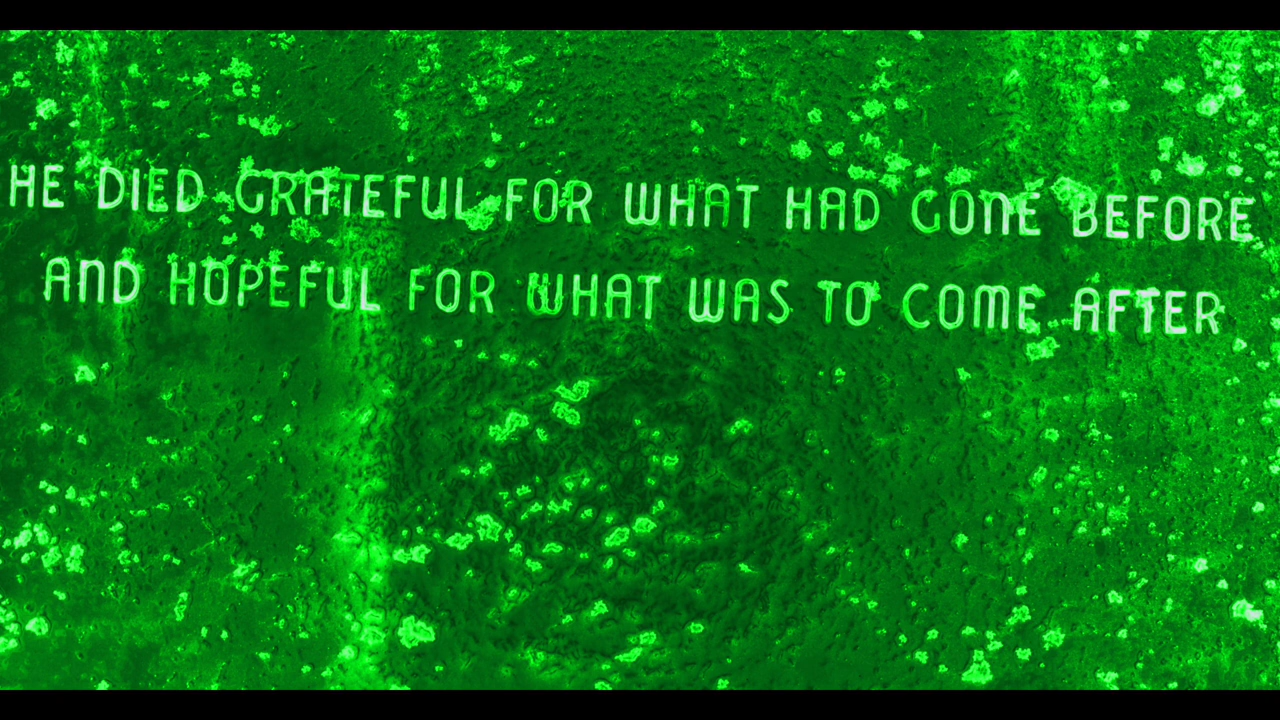 HE DIED GRATEFUL FOR WHAT HAD GONE BEFORE
AND HOPEFUL FOR WHAT WAS TO COME AFTER